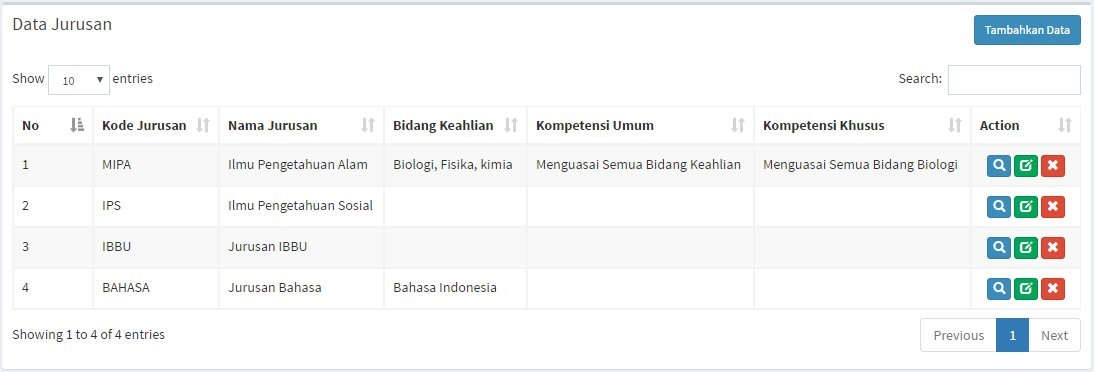 Data Jurusan
Tambahkan Data
Show 10 entries Search:
No Kode Jurusan Nama Jurusan Bidang Keahlian Kompetensi Umum Kompetensi Khusus Action
1 MIPA Ilmu Pengetahuan Alam Biologi, Fisika, kimia Menguasai Semua Bidang Keahlian Menguasai Semua Bidang Biologi
2 IPS Ilmu Pengetahuan Sosial
3 IBBU Jurusan IBBU
4 BAHASA Jurusan Bahasa Bahasa Indonesia
Showing 1 to 4 of 4 entries Previous 1 Next